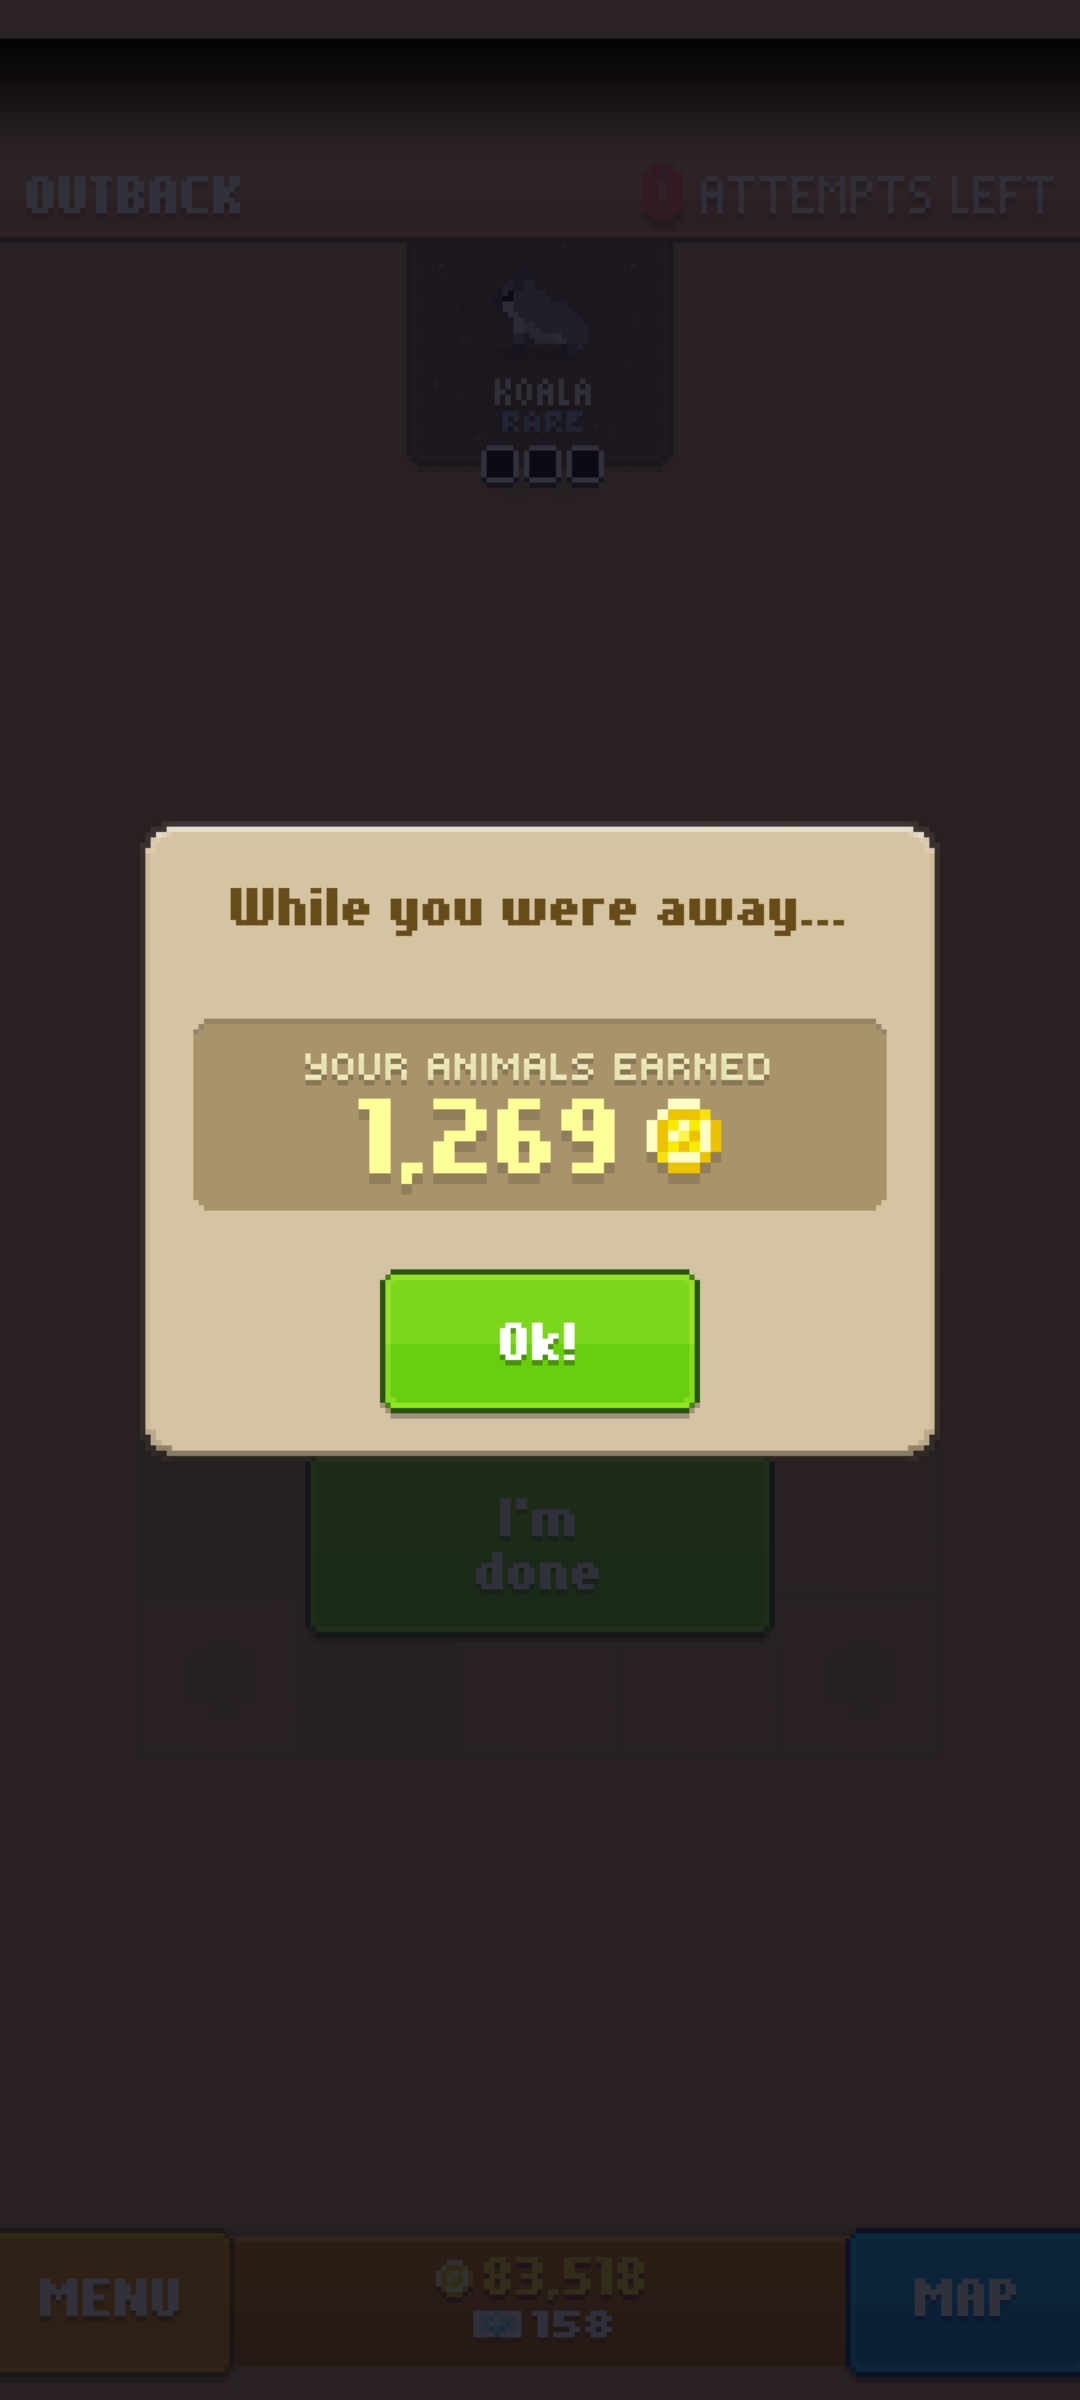 OUTBACK
0 ATTEMPTS LEFT
KOALA
RARE
While you were away...
YOUR ANIMALS EARNED
1,269
Ok!
I'm
done
MENU
83,518
158
MAP